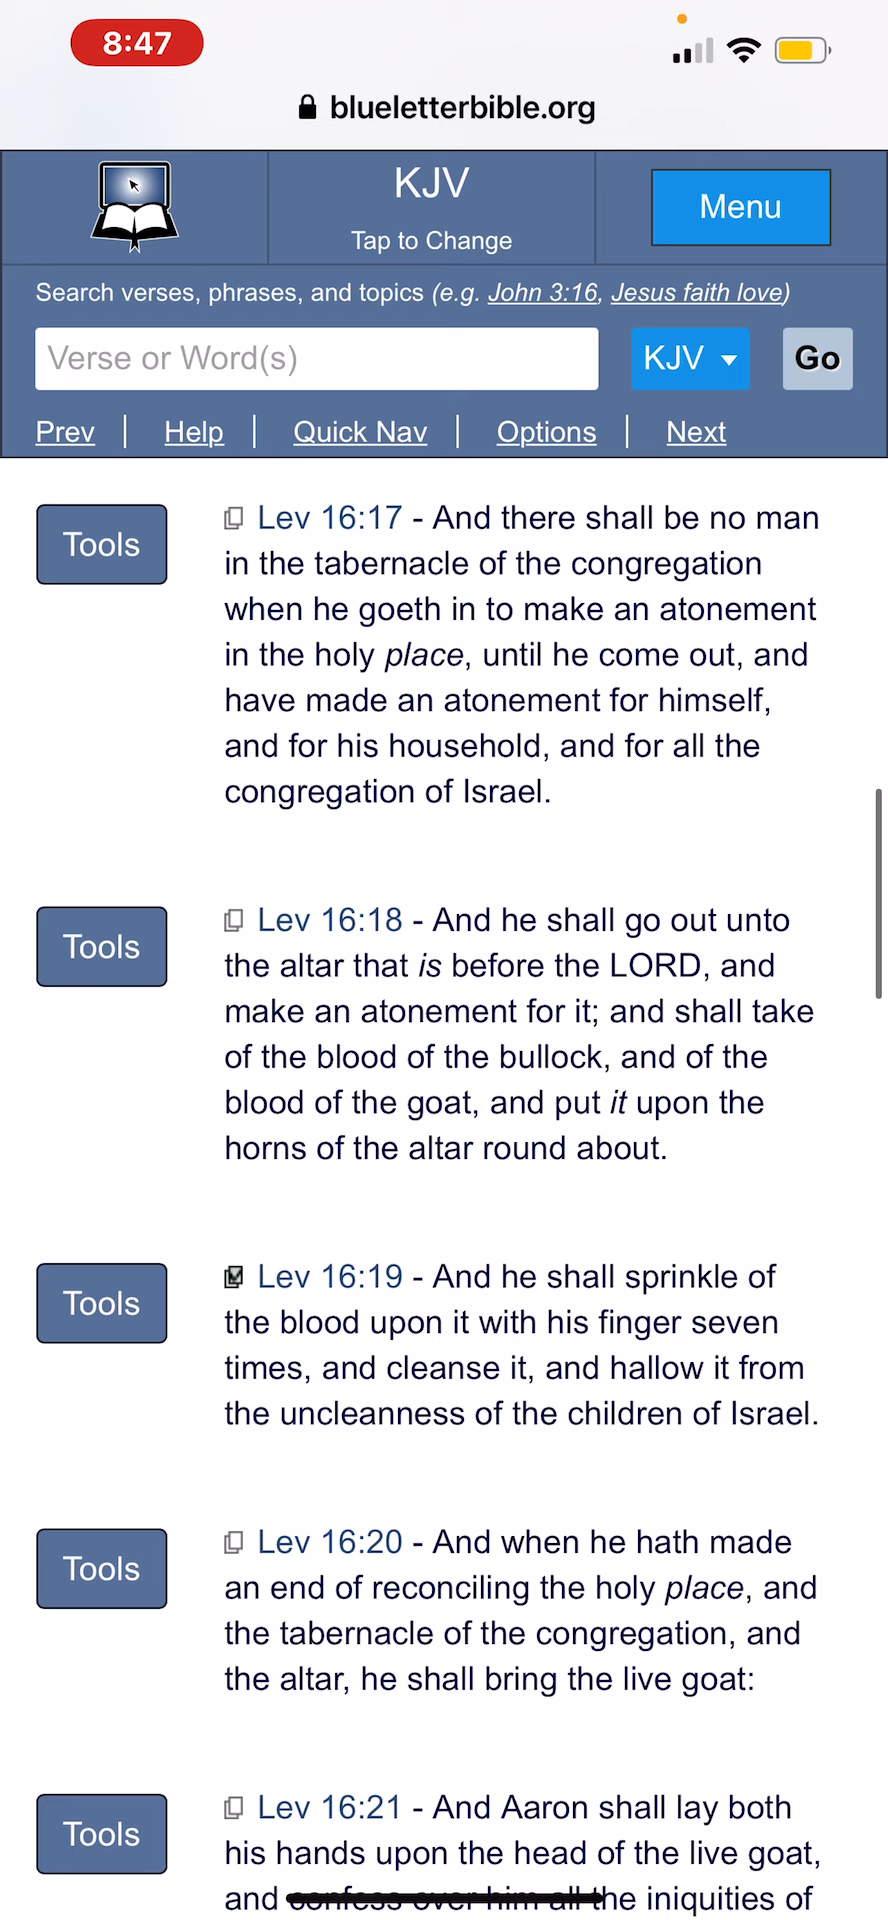 8:47
blueletterbible.org
KJV
Tap to Change
Menu
Search verses, phrases, and topics (e.g. John 3:16, Jesus faith love)
Verse or Word(s)
KJV
Go
Prev | Help | Quick Nav | Options | Next
Tools
Lev 16:17 - And there shall be no man
in the tabernacle of the congregation
when he goeth in to make an atonement
in the holy place, until he come out, and
have made an atonement for himself,
and for his household, and for all the
congregation of Israel.
Tools
Lev 16:18 - And he shall go out unto
the altar that is before the LORD, and
make an atonement for it; and shall take
of the blood of the bullock, and of the
blood of the goat, and put it upon the
horns of the altar round about.
Tools
Lev 16:19 - And he shall sprinkle of
the blood upon it with his finger seven
times, and cleanse it, and hallow it from
the uncleanness of the children of Israel.
Tools
Lev 16:20 - And when he hath made
an end of reconciling the holy place, and
the tabernacle of the congregation, and
the altar, he shall bring the live goat:
Tools
Lev 16:21 - And Aaron shall lay both
his hands upon the head of the live goat,
and confess over him all the iniquities of